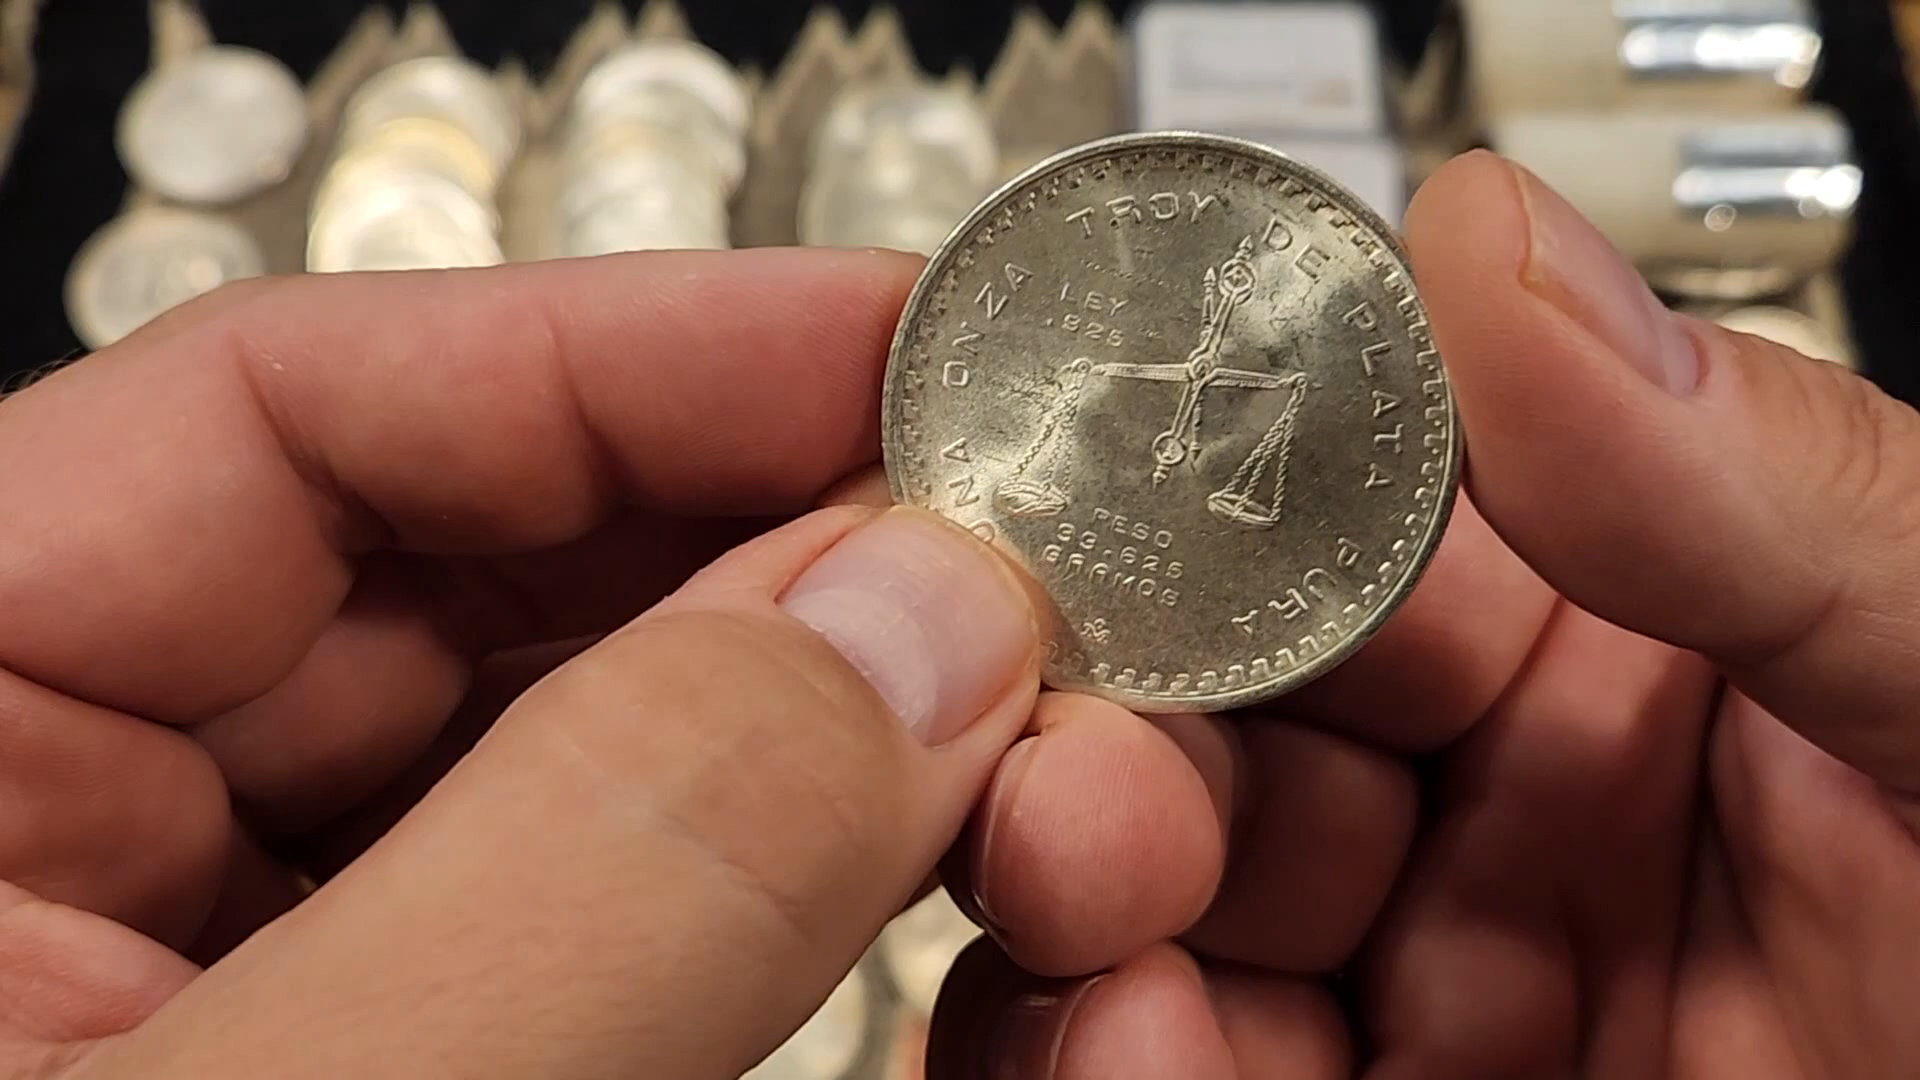 UNA ONZA TROY DE PLATA PURA
LEY
.925
PESO
33.625
GRAMOS